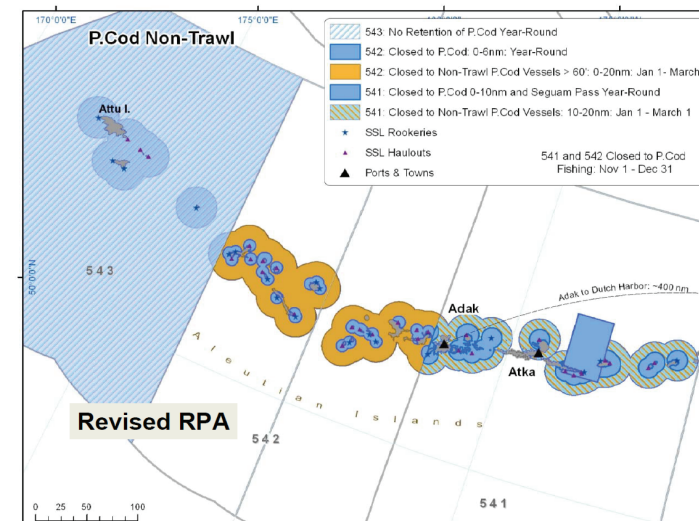 170°0'0"E
175°0'0"E
P.Cod Non-Trawl
543: No Retention of P.Cod Year-Round
542: Closed to P.Cod: 0-6nm: Year-Round
542: Closed to Non-Trawl P.Cod Vessels > 60': 0-20nm: Jan 1 - March
541: Closed to P.Cod 0-10nm and Seguam Pass Year-Round
541: Closed to Non-Trawl P.Cod Vessels: 10-20nm: Jan 1 - March 1
SSL Rookeries
SSL Haulouts
Ports & Towns
541 and 542 Closed to P.Cod
Fishing: Nov 1 - Dec 31
Attu I.
543
50°0'0"N
Adak to Dutch Harbor: ~400 nm
Adak
Atka
Aleutian Islands
Revised RPA
542
541
0 25 50 100